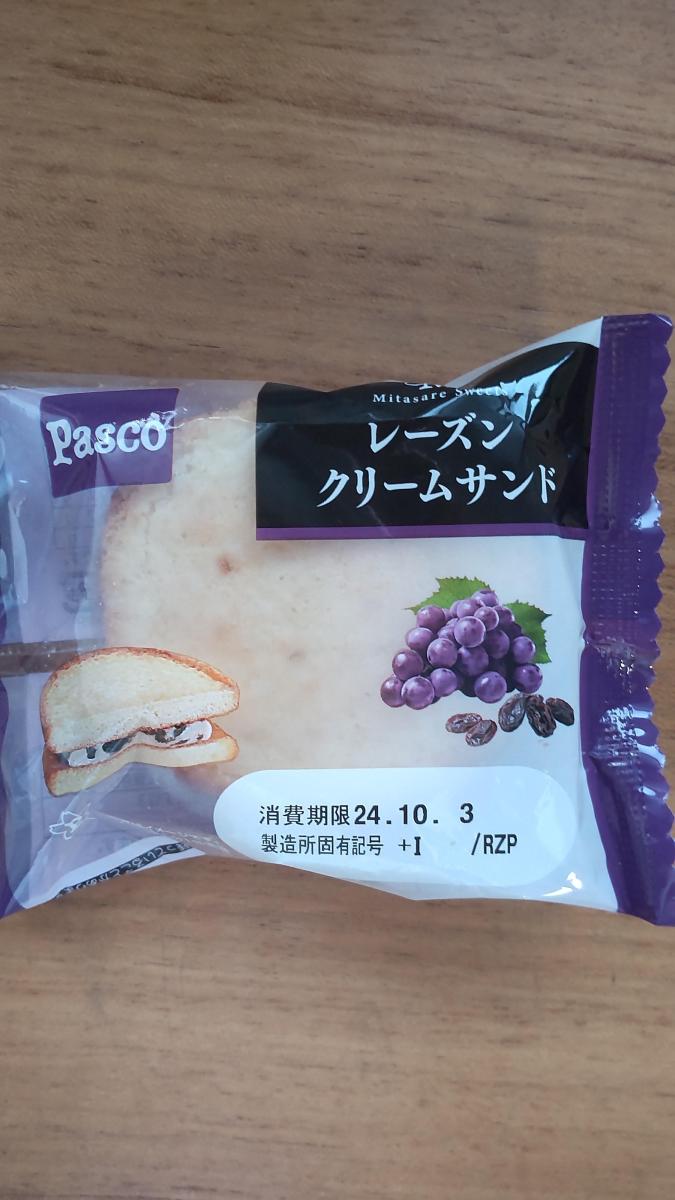 Pasco
Mitasare Sweet
レーズン
クリームサンド
消費期限24.10. 3
製造所固有記号 +I /RZP